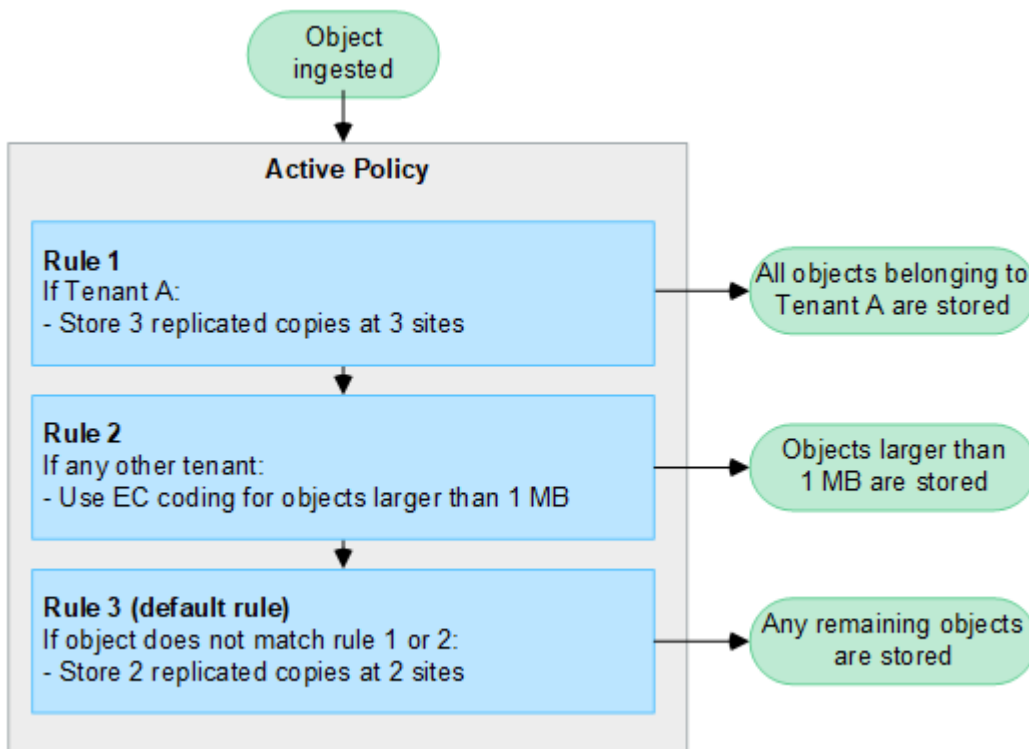 Object
ingested
Active Policy
Rule 1
If Tenant A:
- Store 3 replicated copies at 3 sites
All objects belonging to
Tenant A are stored
Rule 2
If any other tenant:
- Use EC coding for objects larger than 1 MB
Objects larger than
1 MB are stored
Rule 3 (default rule)
If object does not match rule 1 or 2:
- Store 2 replicated copies at 2 sites
Any remaining objects
are stored